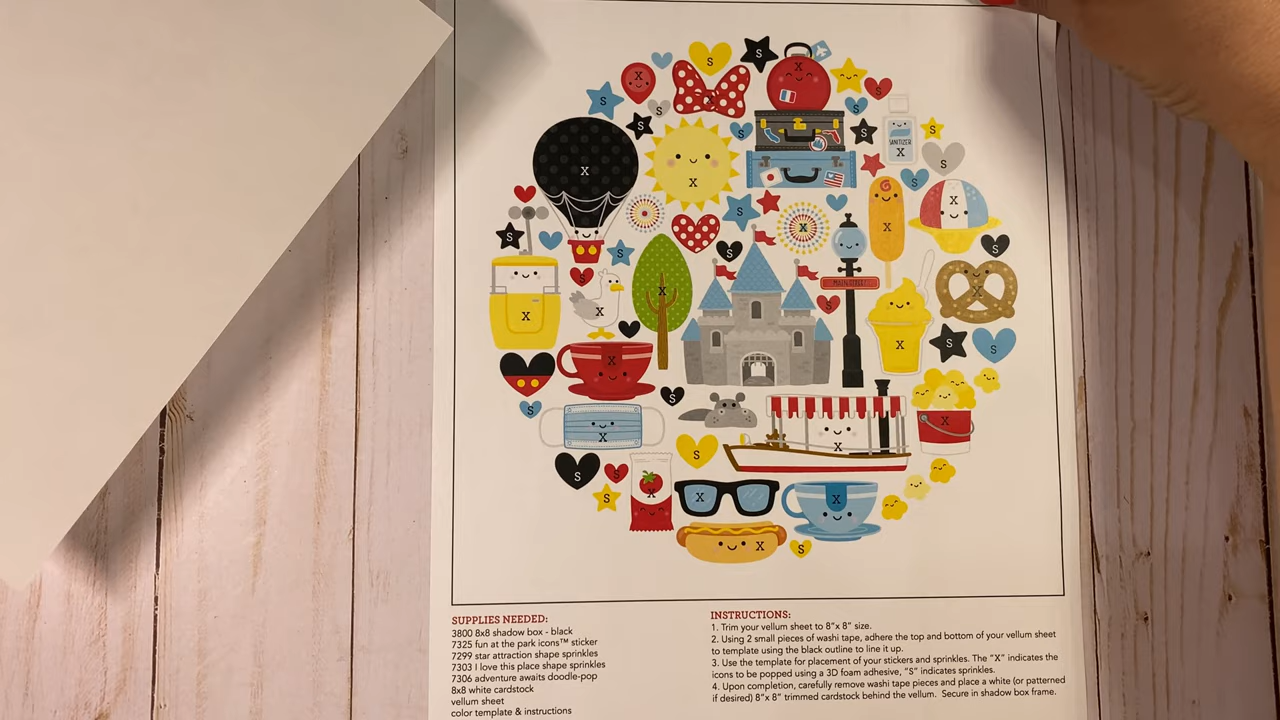 SANITIZER
MAIN STREET
SUPPLIES NEEDED:
3800 8x8 shadow box - black
7325 fun at the park icons™ sticker
7299 star attraction shape sprinkles
7303 I love this place shape sprinkles
7306 adventure awaits doodle-pop
8x8 white cardstock
vellum sheet
color template & instructions
INSTRUCTIONS:
1. Trim your vellum sheet to 8"x 8" size.
2. Using 2 small pieces of washi tape, adhere the top and bottom of your vellum sheet
to template using the black outline to line it up.
3. Use the template for placement of your stickers and sprinkles. The "X" indicates the
icons to be popped using a 3D foam adhesive, "S" indicates sprinkles.
4. Upon completion, carefully remove washi tape pieces and place a white (or patterned
if desired) 8"x 8" trimmed cardstock behind the vellum. Secure in shadow box frame.